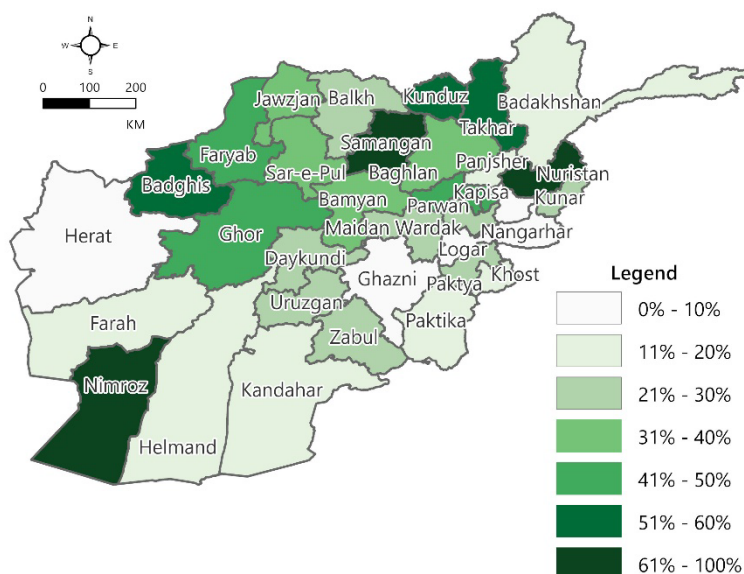 N
W E
S
0 100 200
KM
Jawzjan
Balkh
Kunduz
Badakhshan
Takhar
Faryab
Samangan
Panjsher
Sar-e-Pul
Baghlan
Nuristan
Badghis
Bamyan
Parwan
Kapisa
Kunar
Herat
Ghor
Maidan Wardak
Nangarhar
Logar
Daykundi
Ghazni
Paktya
Khost
Uruzgan
Farah
Zabul
Paktika
Nimroz
Kandahar
Helmand
Legend
0% - 10%
11% - 20%
21% - 30%
31% - 40%
41% - 50%
51% - 60%
61% - 100%